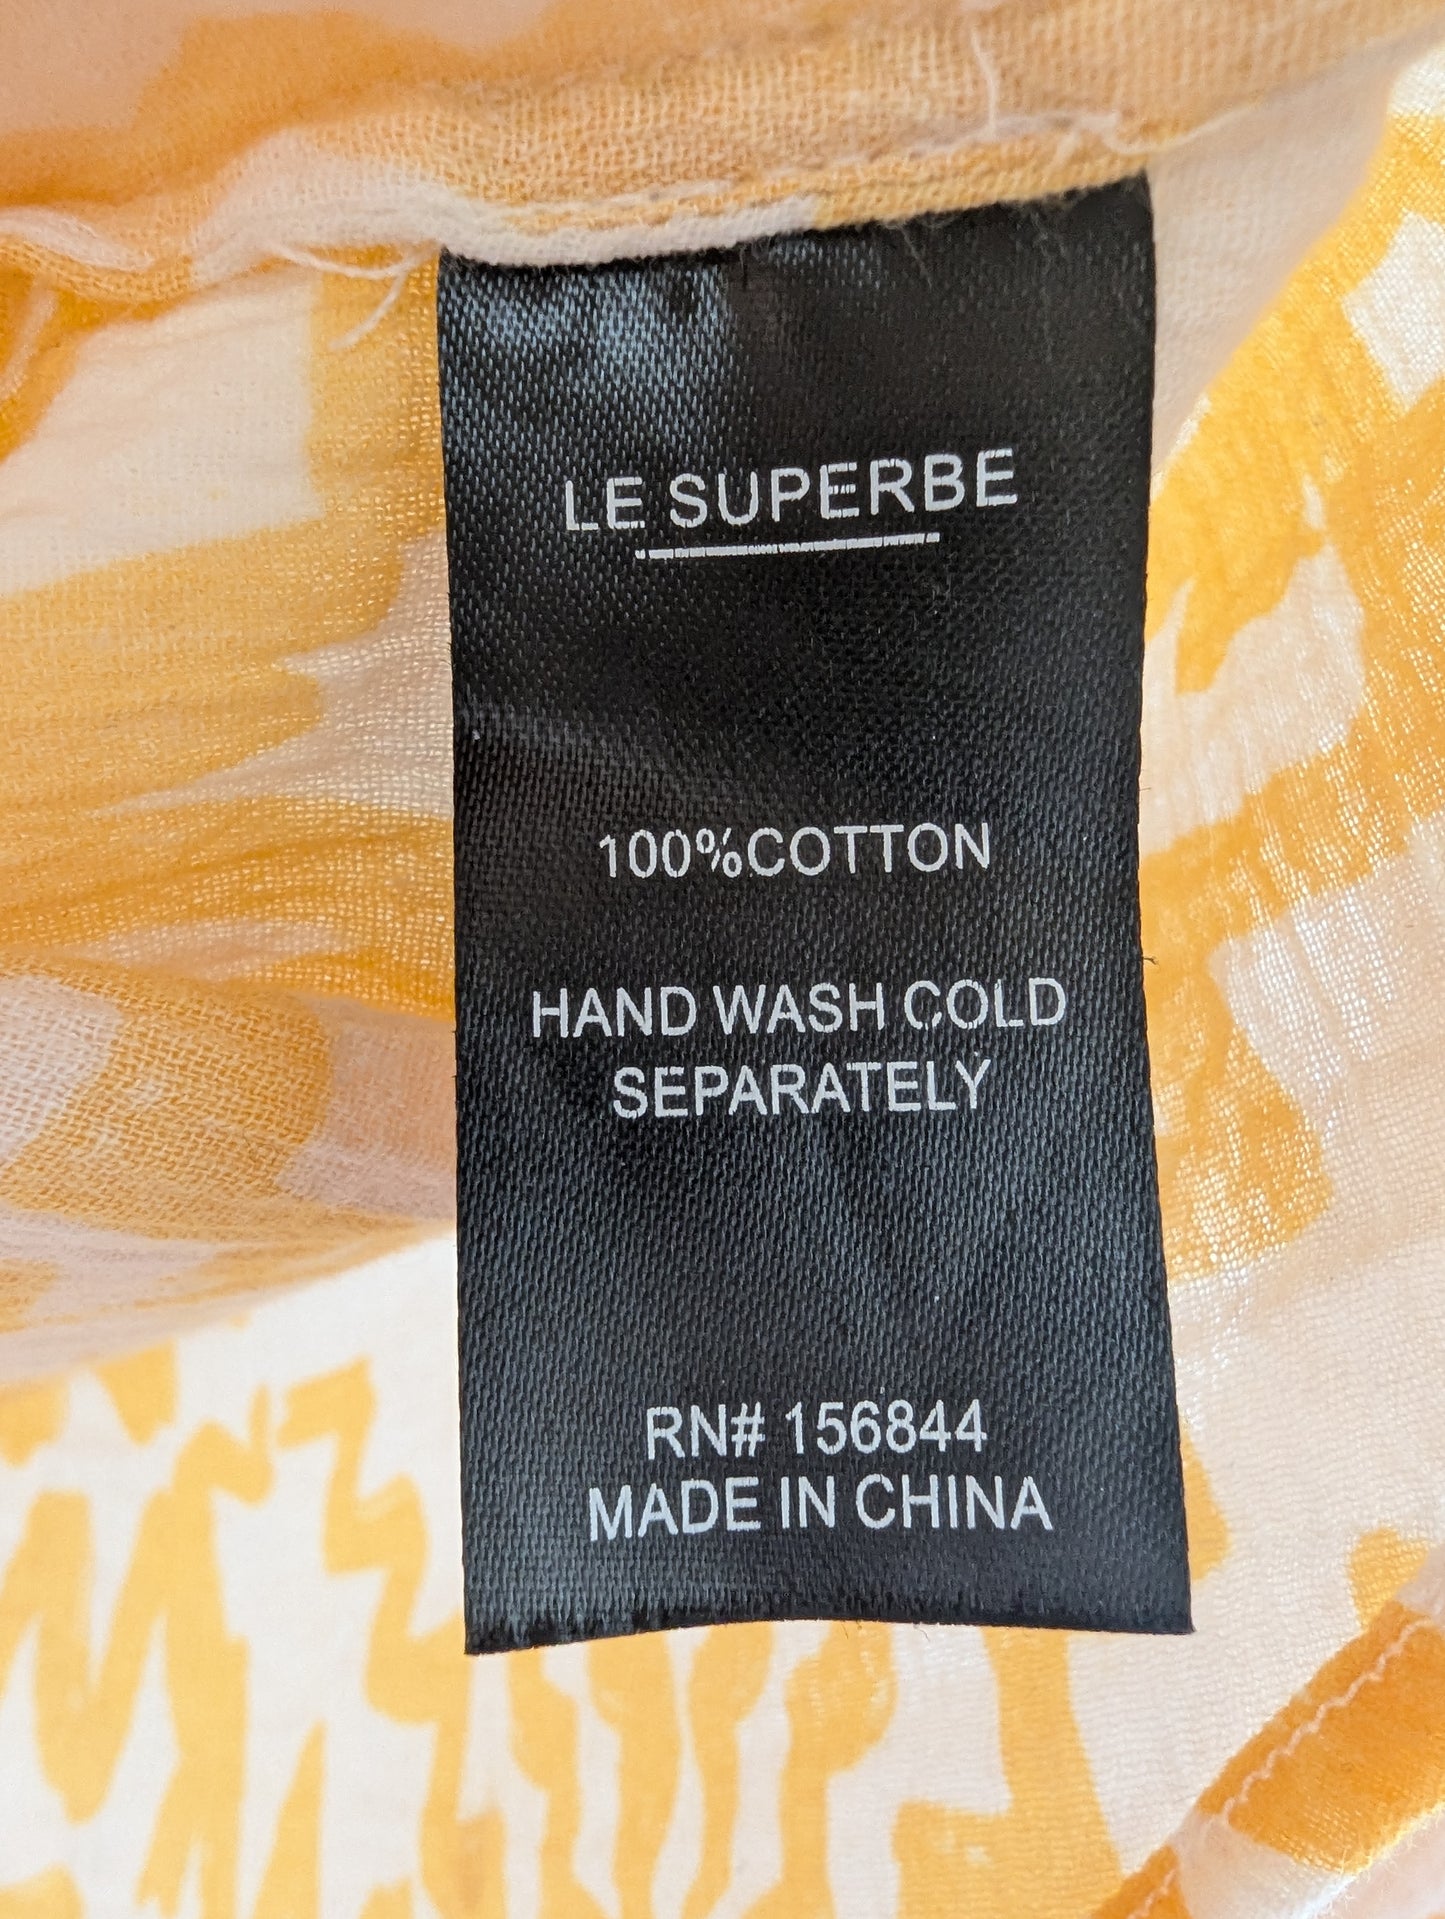 LE SUPERBE
100%COTTON
HAND WASH COLD
SEPARATELY
RN# 156844
MADE IN CHINA